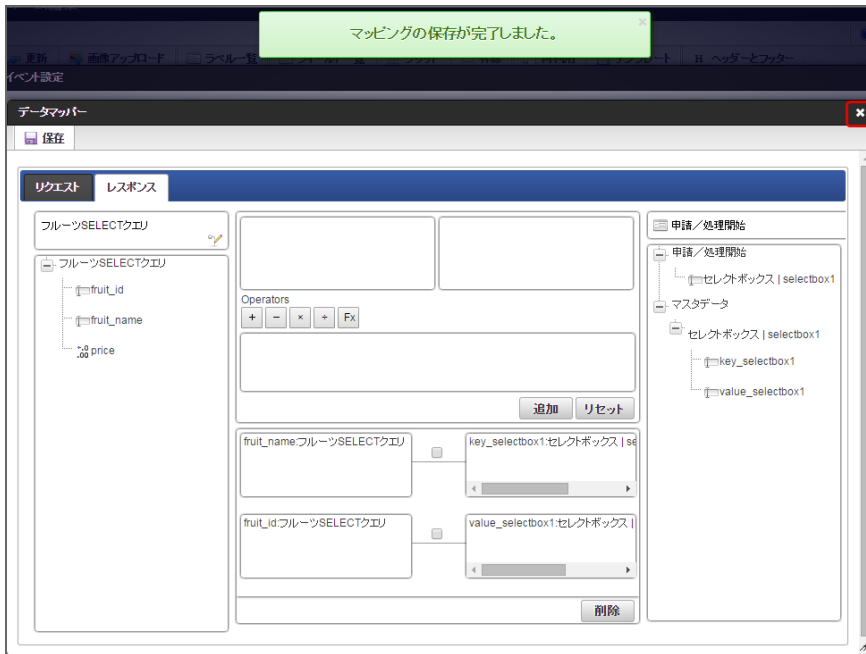 マッピングの保存が完了しました。
更新 画像アップロード ラベル一覧
H ヘッダーとフッター
イベント設定
データマッパー
保存
リクエスト レスポンス
フルーツSELECTクエリ
フルーツSELECTクエリ
fruit_id
fruit_name
price
Operators
+ − × ÷ Fx
追加 リセット
fruit_name:フルーツSELECTクエリ
key_selectbox1:セレクトボックス | se
fruit_id:フルーツSELECTクエリ
value_selectbox1:セレクトボックス |
削除
申請／処理開始
申請／処理開始
セレクトボックス | selectbox1
マスタデータ
セレクトボックス | selectbox1
key_selectbox1
value_selectbox1